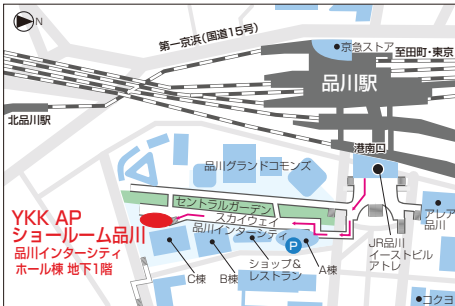 N
第一京浜(国道15号)
京急ストア
至田町・東京
品川駅
北品川駅
港南口
品川グランドコモンズ
セントラルガーデン
スカイウェイ
品川インターシティ
アレア
品川
YKK AP
ショールーム品川
品川インターシティ
ホール棟 地下1階
P
C棟
B棟
ショップ&
レストラン
A棟
JR品川
イーストビル
アトレ
コクヨ